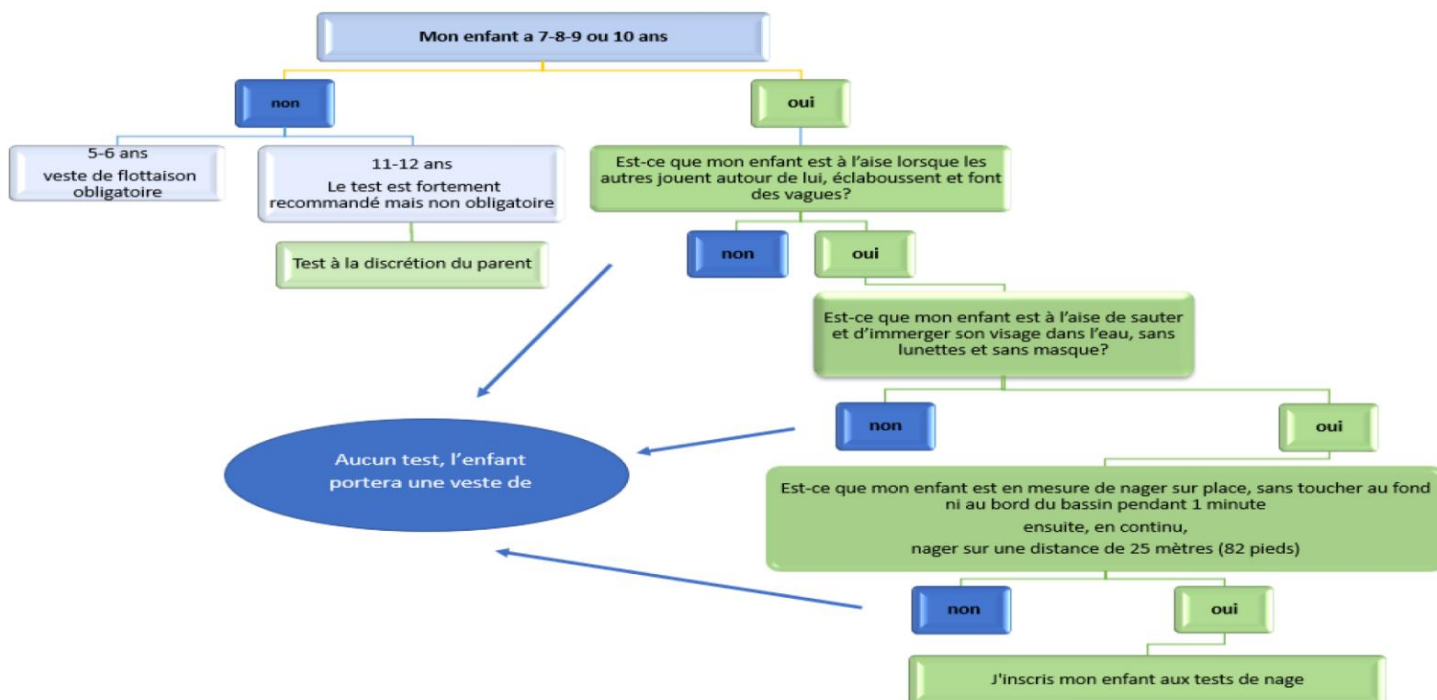 Mon enfant a 7-8-9 ou 10 ans
non
oui
5-6 ans
veste de flottaison
obligatoire
11-12 ans
Le test est fortement
recommandé mais non obligatoire
Test à la discrétion du parent
Est-ce que mon enfant est à l'aise lorsque les
autres jouent autour de lui, éclaboussent et font
des vagues?
non
oui
Est-ce que mon enfant est à l'aise de sauter
et d'immerger son visage dans l'eau, sans
lunettes et sans masque?
non
oui
Aucun test, l'enfant
portera une veste de
Est-ce que mon enfant est en mesure de nager sur place, sans toucher au fond
ni au bord du bassin pendant 1 minute
ensuite, en continu,
nager sur une distance de 25 mètres (82 pieds)
non
oui
J'inscris mon enfant aux tests de nage